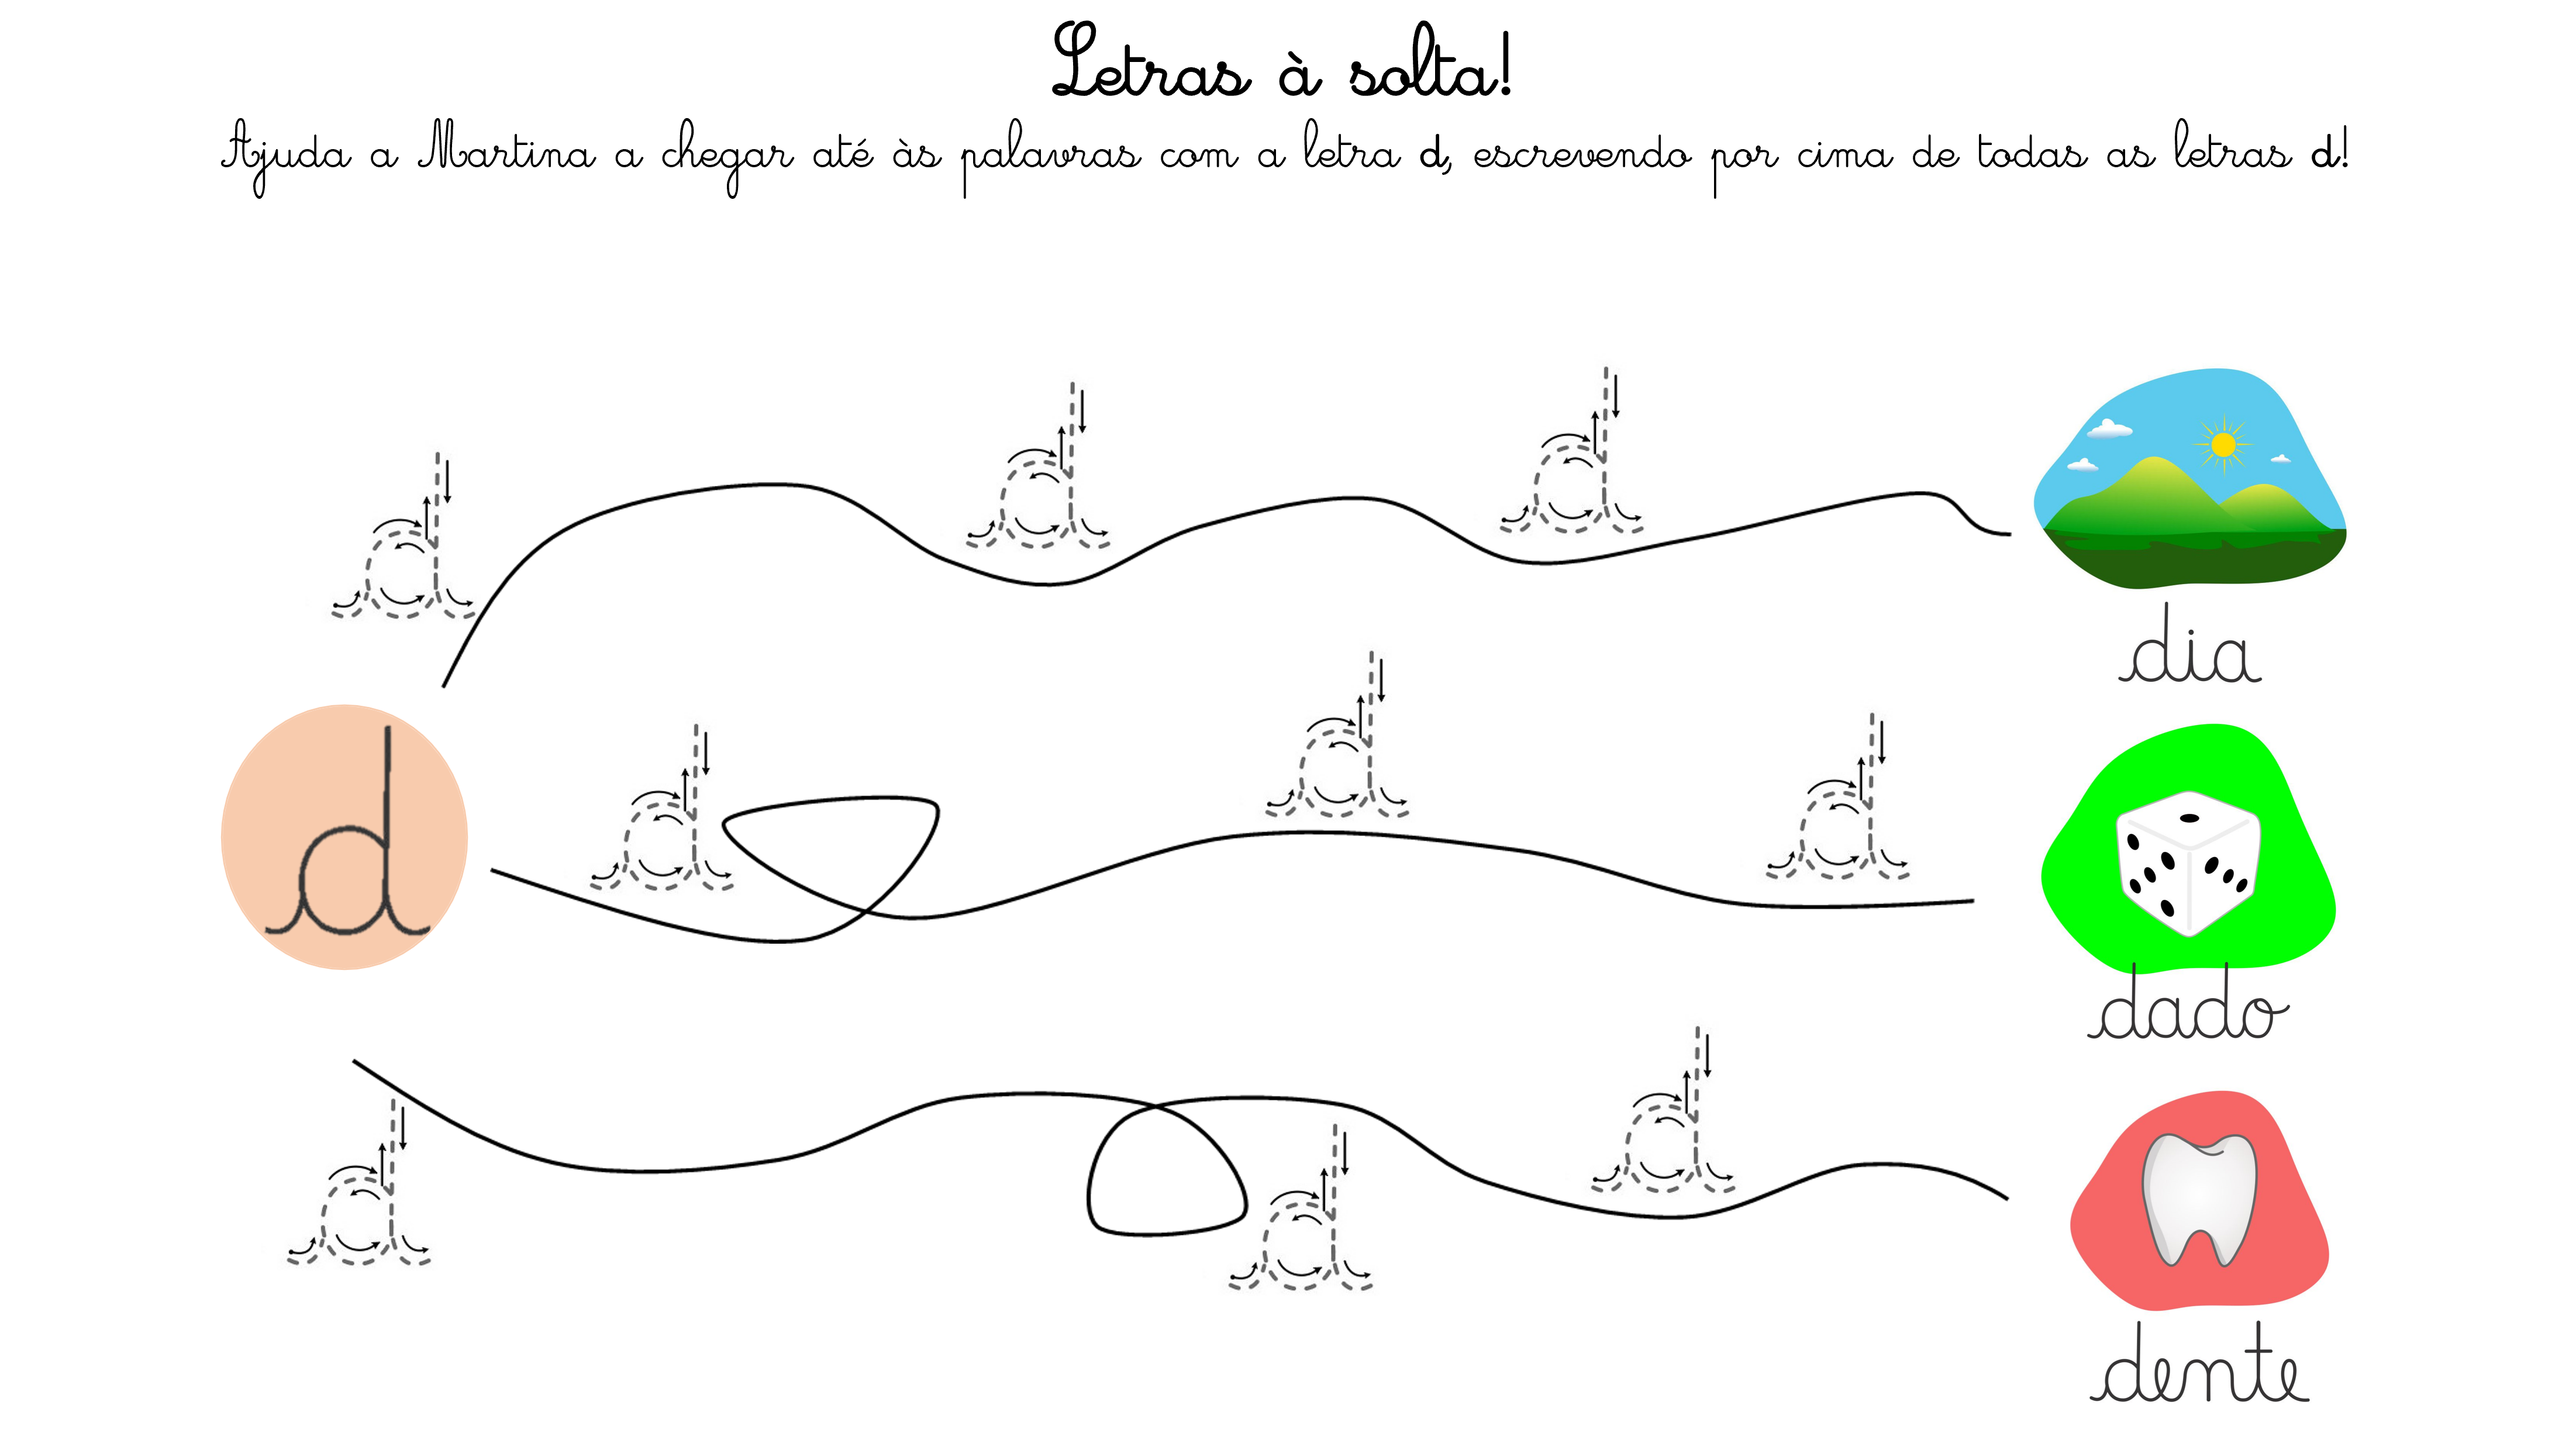 Letras à solta!
Ajuda a Martina a chegar até às palavras com a letra d, escrevendo por cima de todas as letras d!
d d d
dia
d d d d
dado
d d d
dente